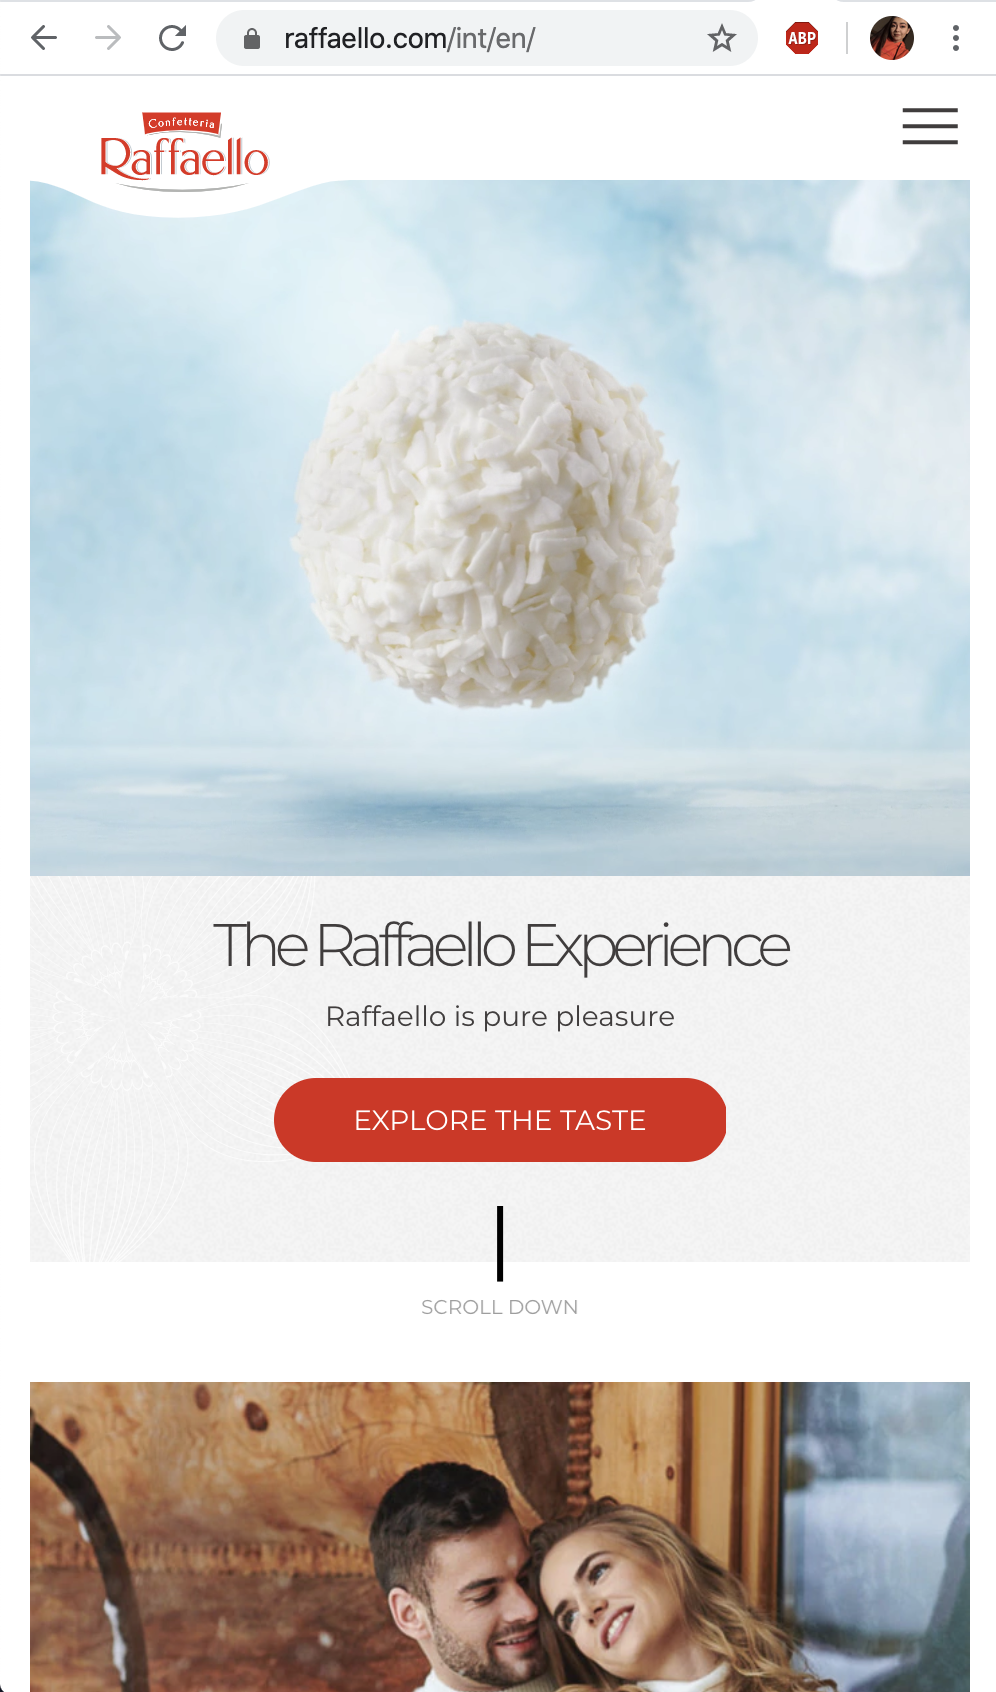 raffaello.com/int/en/
ABP
Confetteria
Raffaello
The Raffaello Experience
Raffaello is pure pleasure
EXPLORE THE TASTE
SCROLL DOWN